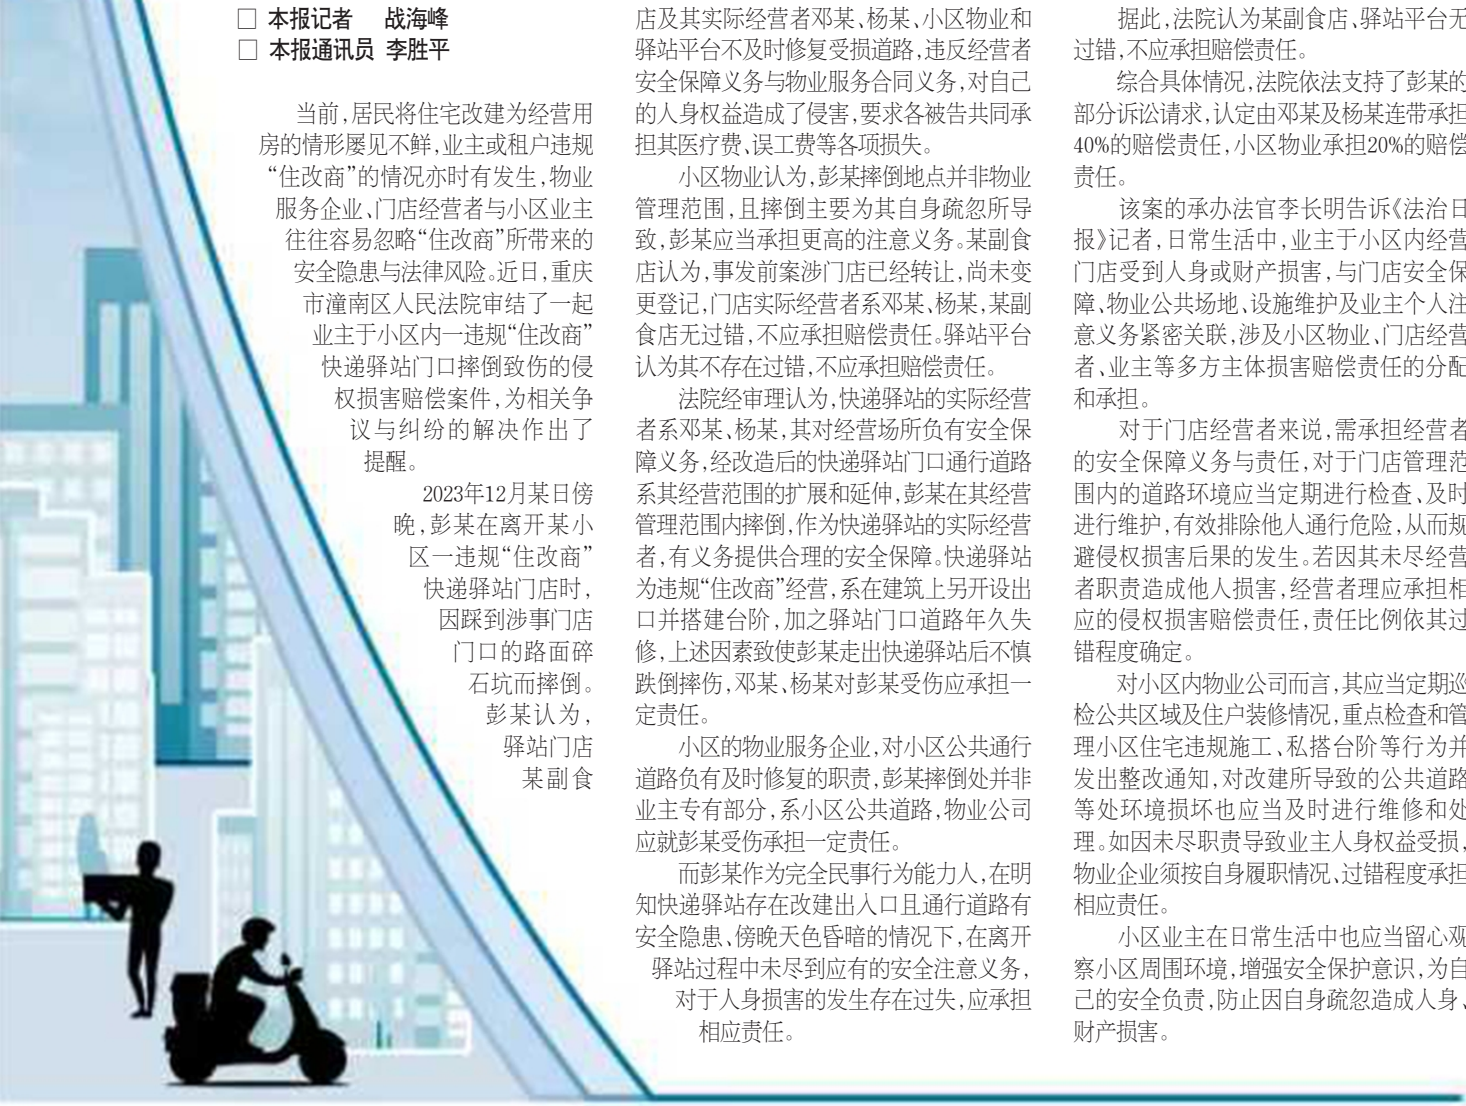 □ 本报记者 战海峰
□ 本报通讯员 李胜平
当前,居民将住宅改建为经营用
房的情形屡见不鲜,业主或租户违规
“住改商”的情况亦时有发生,物业
服务企业、门店经营者与小区业主
往往容易忽略“住改商”所带来的
安全隐患与法律风险。近日,重庆
市潼南区人民法院审结了一起
业主于小区内一违规“住改商”
快递驿站门口摔倒致伤的侵
权损害赔偿案件,为相关争
议与纠纷的解决作出了
提醒。
2023年12月某日傍
晚,彭某在离开某小
区一违规“住改商”
快递驿站门店时,
因踩到涉事门店
门口的路面碎
石坑而摔倒。
彭某认为,
驿站门店
某副食
店及其实际经营者邓某、杨某、小区物业和
驿站平台不及时修复受损道路,违反经营者
安全保障义务与物业服务合同义务,对自己
的人身权益造成了侵害,要求各被告共同承
担其医疗费、误工费等各项损失。
小区物业认为,彭某摔倒地点并非物业
管理范围,且摔倒主要为其自身疏忽所导
致,彭某应当承担更高的注意义务。某副食
店认为,事发前案涉门店已经转让,尚未变
更登记,门店实际经营者系邓某、杨某,某副
食店无过错,不应承担赔偿责任。驿站平台
认为其不存在过错,不应承担赔偿责任。
法院经审理认为,快递驿站的实际经营
者系邓某、杨某,其对经营场所负有安全保
障义务,经改造后的快递驿站门口通行道路
系其经营范围的扩展和延伸,彭某在其经营
管理范围内摔倒,作为快递驿站的实际经营
者,有义务提供合理的安全保障。快递驿站
为违规“住改商”经营,系在建筑上另开设出
口并搭建台阶,加之驿站门口道路年久失
修,上述因素致使彭某走出快递驿站后不慎
跌倒摔伤,邓某、杨某对彭某受伤应承担一
定责任。
小区的物业服务企业,对小区公共通行
道路负有及时修复的职责,彭某摔倒处并非
业主专有部分,系小区公共道路,物业公司
应就彭某受伤承担一定责任。
而彭某作为完全民事行为能力人,在明
知快递驿站存在改建出入口且通行道路有
安全隐患、傍晚天色昏暗的情况下,在离开
驿站过程中未尽到应有的安全注意义务,
对于人身损害的发生存在过失,应承担
相应责任。
据此,法院认为某副食店、驿站平台无
过错,不应承担赔偿责任。
综合具体情况,法院依法支持了彭某的
部分诉讼请求,认定由邓某及杨某连带承担
40%的赔偿责任,小区物业承担20%的赔偿
责任。
该案的承办法官李长明告诉《法治日
报》记者,日常生活中,业主于小区内经营
门店受到人身或财产损害,与门店安全保
障、物业公共场地、设施维护及业主个人注
意义务紧密关联,涉及小区物业、门店经营
者、业主等多方主体损害赔偿责任的分配
和承担。
对于门店经营者来说,需承担经营者
的安全保障义务与责任,对于门店管理范
围内的道路环境应当定期进行检查、及时
进行维护,有效排除他人通行危险,从而规
避侵权损害后果的发生。若因其未尽经营
者职责造成他人损害,经营者理应承担相
应的侵权损害赔偿责任,责任比例依其过
错程度确定。
对小区内物业公司而言,其应当定期巡
检公共区域及住户装修情况,重点检查和管
理小区住宅违规施工、私搭台阶等行为并
发出整改通知,对改建所导致的公共道路
等处环境损坏也应当及时进行维修和处
理。如因未尽职责导致业主人身权益受损,
物业企业须按自身履职情况、过错程度承担
相应责任。
小区业主在日常生活中也应当留心观
察小区周围环境,增强安全保护意识,为自
己的安全负责,防止因自身疏忽造成人身、
财产损害。